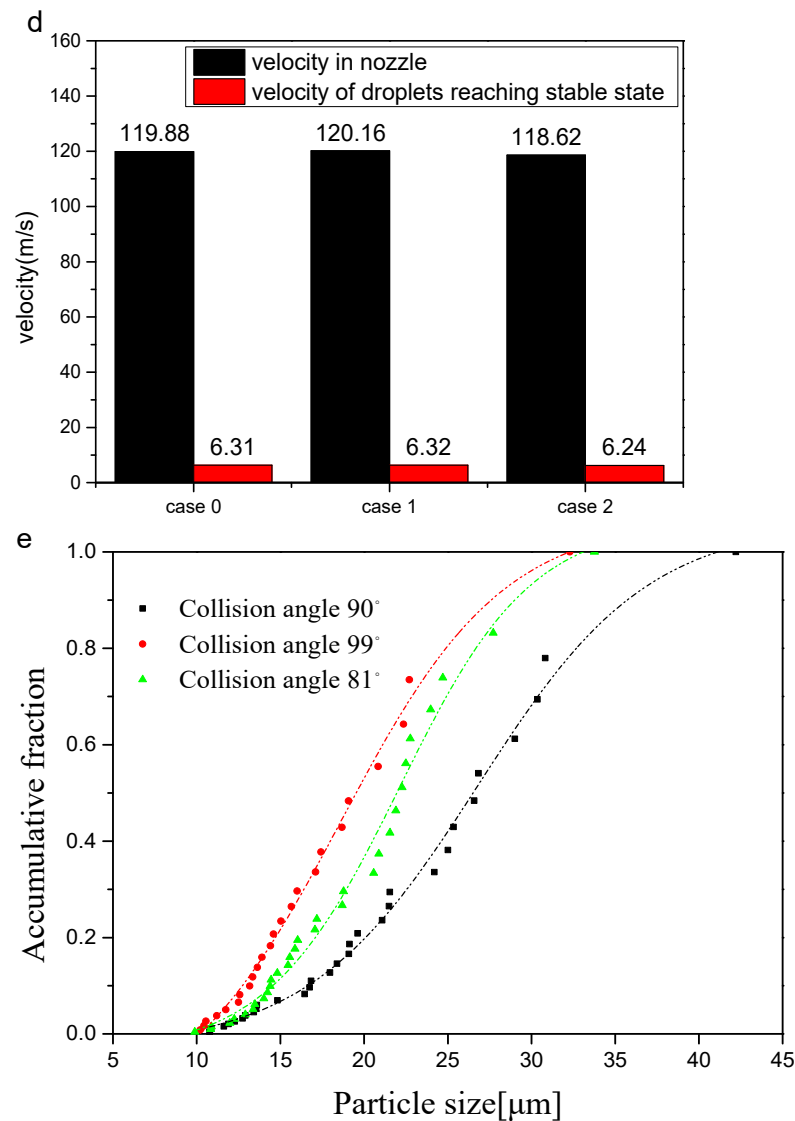 d
160
140
120
100
80
60
40
20
0
velocity(m/s)
velocity in nozzle
velocity of droplets reaching stable state
119.88
120.16
118.62
6.31
6.32
6.24
case 0
case 1
case 2
e
1.0
0.8
0.6
0.4
0.2
0.0
Accumulative fraction
Collision angle 90°
Collision angle 99°
Collision angle 81°
5
10
15
20
25
30
35
40
45
Particle size[μm]